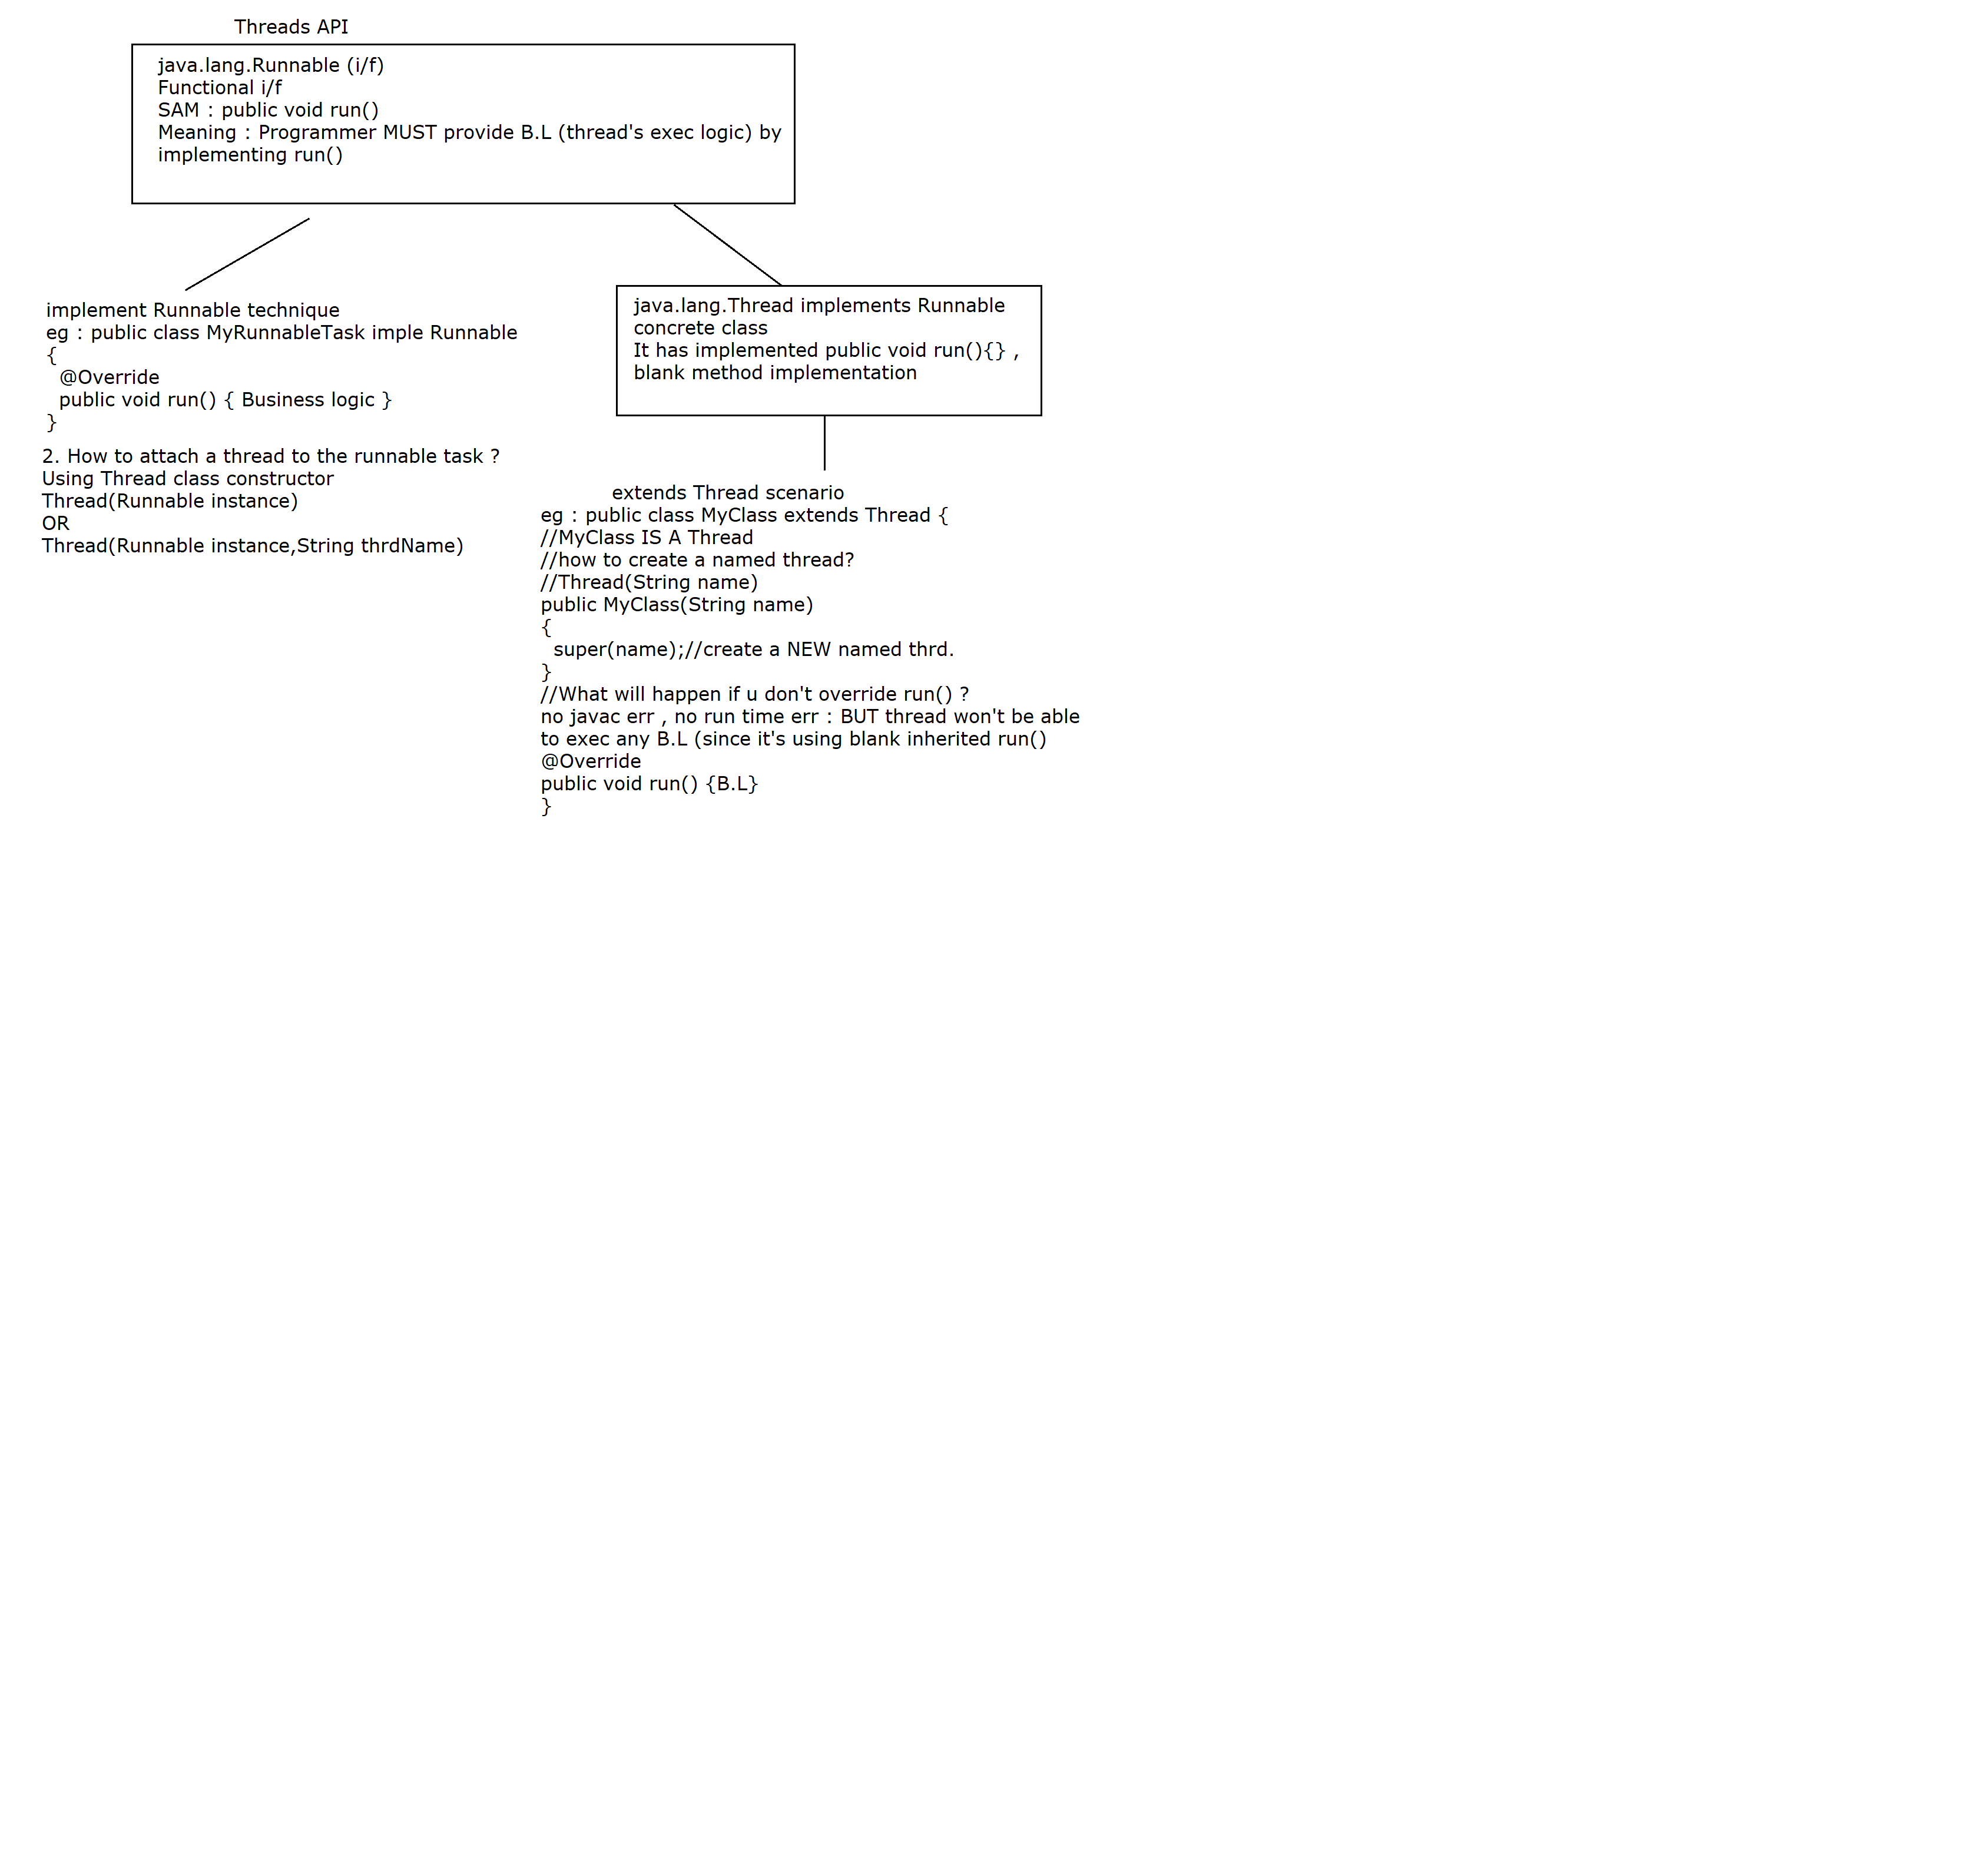 Threads API
java.lang.Runnable (i/f)
Functional i/f
SAM : public void run()
Meaning : Programmer MUST provide B.L (thread's exec logic) by
implementing run()
implement Runnable technique
eg : public class MyRunnableTask imple Runnable
{
@Override
public void run() { Business logic }
}
2. How to attach a thread to the runnable task ?
Using Thread class constructor
Thread(Runnable instance)
OR
Thread(Runnable instance,String thrdName)
java.lang.Thread implements Runnable
concrete class
It has implemented public void run(){} ,
blank method implementation
extends Thread scenario
eg : public class MyClass extends Thread {
//MyClass IS A Thread
//how to create a named thread?
//Thread(String name)
public MyClass(String name)
{
super(name);//create a NEW named thrd.
}
//What will happen if u don't override run() ?
no javac err , no run time err : BUT thread won't be able
to exec any B.L (since it's using blank inherited run()
@Override
public void run() {B.L}
}